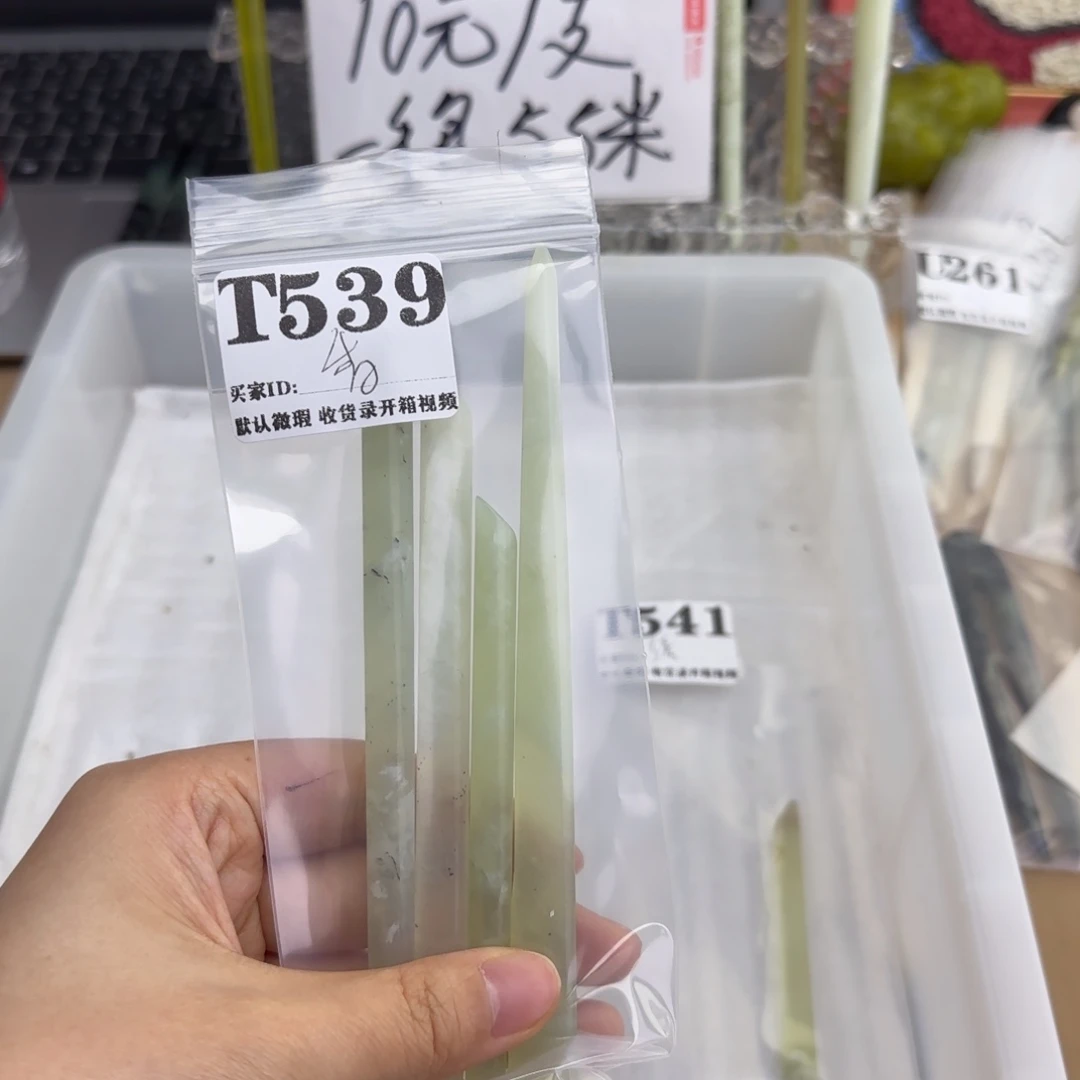 10元/支
T539
买家ID:
默认微瑕 收货录开箱视频
U261
T541